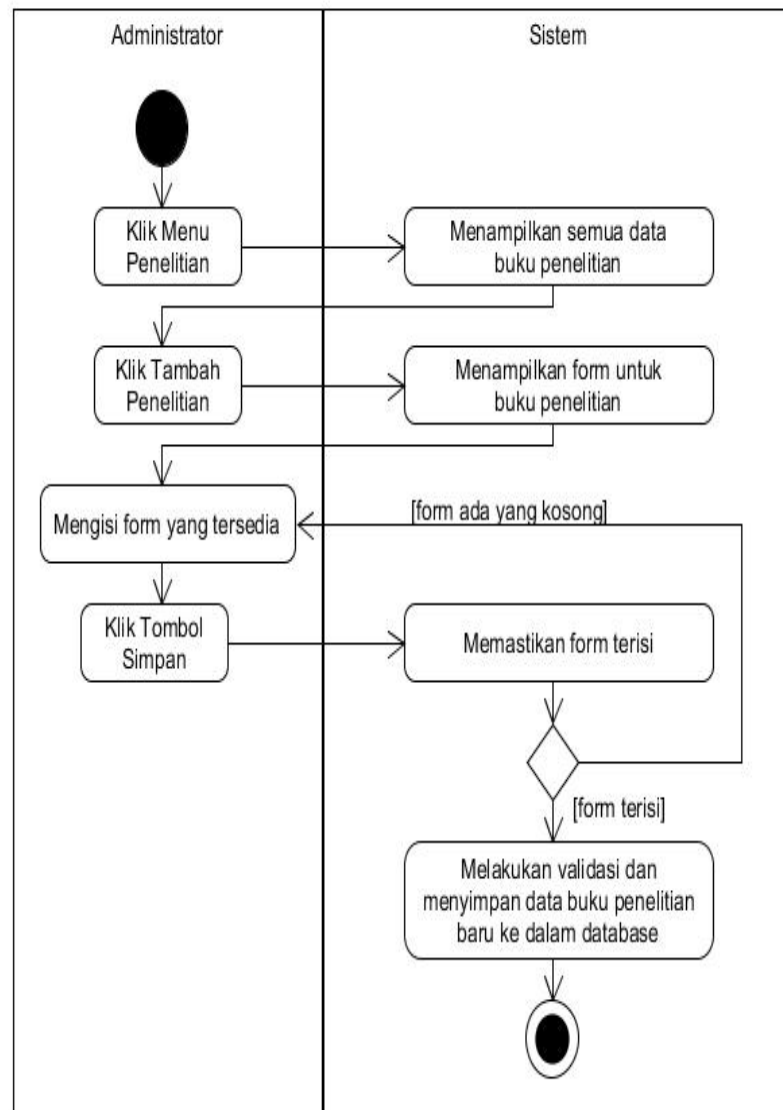 Administrator
Sistem
Klik Menu
Penelitian
Menampilkan semua data
buku penelitian
Klik Tambah
Penelitian
Menampilkan form untuk
buku penelitian
Mengisi form yang tersedia
[form ada yang kosong]
Klik Tombol
Simpan
Memastikan form terisi
[form terisi]
Melakukan validasi dan
menyimpan data buku penelitian
baru ke dalam database